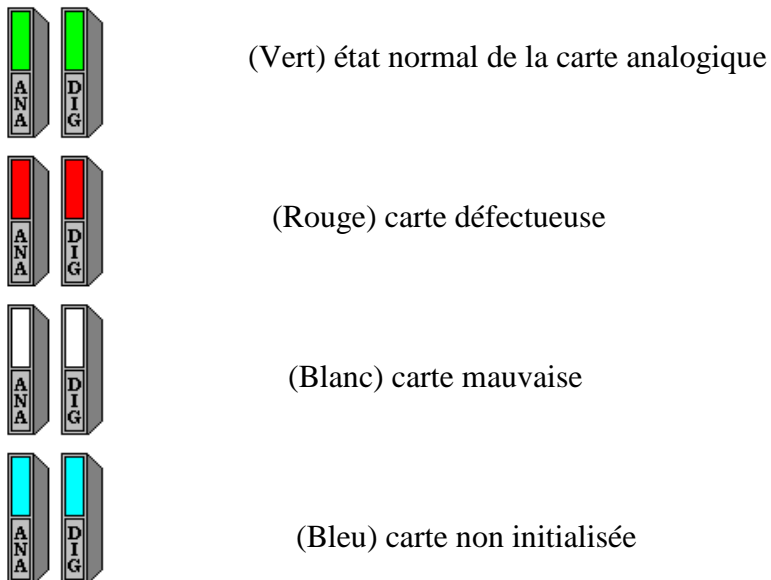 ANA DIG (Vert) état normal de la carte analogique
ANA DIG (Rouge) carte défectueuse
ANA DIG (Blanc) carte mauvaise
ANA DIG (Bleu) carte non initialisée